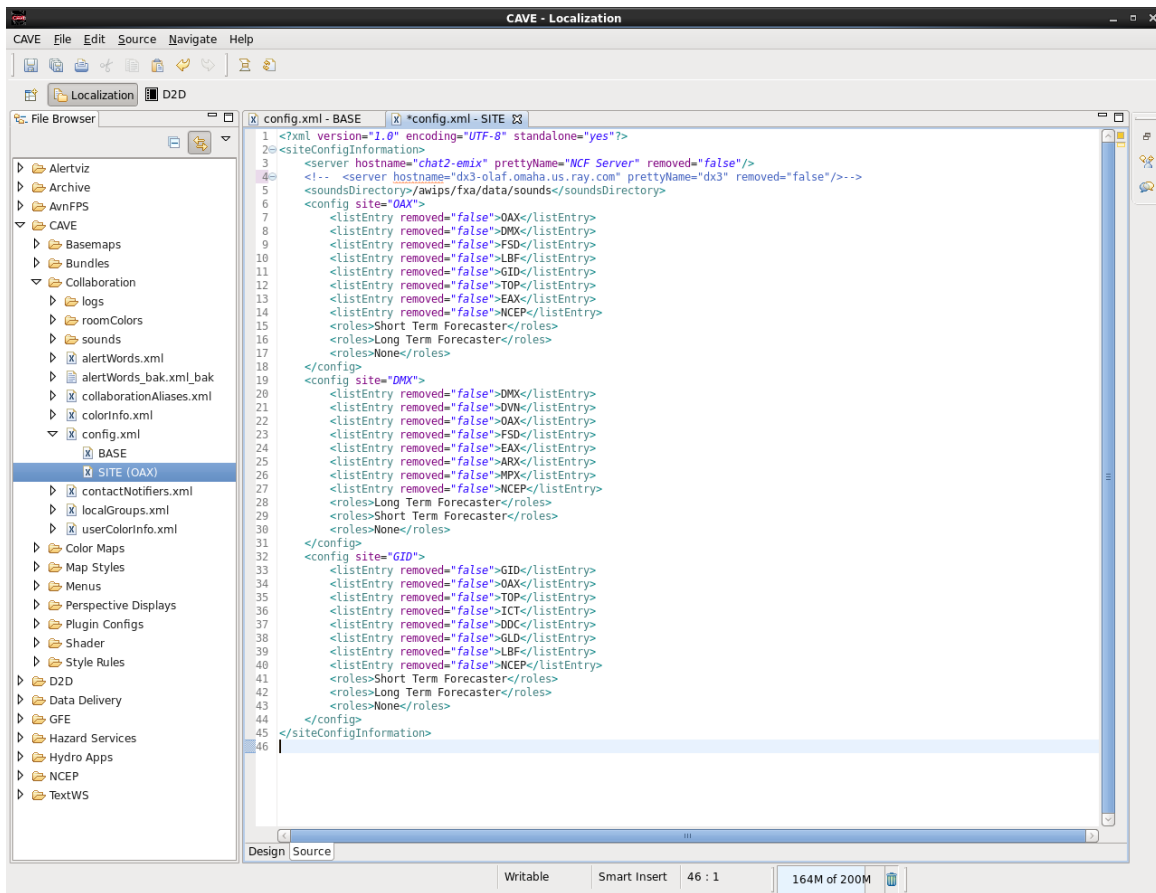 CAVE - Localization
CAVE File Edit Source Navigate Help
Localization D2D
File Browser
config.xml - BASE *config.xml - SITE
Alertviz
Archive
AvnFPS
CAVE
Basemaps
Bundles
Collaboration
logs
roomColors
sounds
alertWords.xml
alertWords_bak.xml_bak
collaborationAliases.xml
colorInfo.xml
config.xml
BASE
SITE (OAX)
contactNotifiers.xml
localGroups.xml
userColorInfo.xml
Color Maps
Map Styles
Menus
Perspective Displays
Plugin Configs
Shader
Style Rules
D2D
Data Delivery
GFE
Hazard Services
Hydro Apps
NCEP
TextWS
1 <?xml version="1.0" encoding="UTF-8" standalone="yes"?>
2 <siteConfigInformation>
3 <server hostname="chat2-emix" prettyName="NCF Server" removed="false"/>
4 <!-- <server hostname="dx3-olaf.omaha.us.ray.com" prettyName="dx3" removed="false"/>-->
5 <soundsDirectory>/awips/fxa/data/sounds</soundsDirectory>
6 <config site="OAX">
7 <listEntry removed="false">OAX</listEntry>
8 <listEntry removed="false">DMX</listEntry>
9 <listEntry removed="false">FSD</listEntry>
10 <listEntry removed="false">LBF</listEntry>
11 <listEntry removed="false">GID</listEntry>
12 <listEntry removed="false">TOP</listEntry>
13 <listEntry removed="false">EAX</listEntry>
14 <listEntry removed="false">NCEP</listEntry>
15 <roles>Short Term Forecaster</roles>
16 <roles>Long Term Forecaster</roles>
17 <roles>None</roles>
18 </config>
19 <config site="DMX">
20 <listEntry removed="false">DMX</listEntry>
21 <listEntry removed="false">DVN</listEntry>
22 <listEntry removed="false">OAX</listEntry>
23 <listEntry removed="false">FSD</listEntry>
24 <listEntry removed="false">EAX</listEntry>
25 <listEntry removed="false">ARX</listEntry>
26 <listEntry removed="false">MPX</listEntry>
27 <listEntry removed="false">NCEP</listEntry>
28 <roles>Long Term Forecaster</roles>
29 <roles>Short Term Forecaster</roles>
30 <roles>None</roles>
31 </config>
32 <config site="GID">
33 <listEntry removed="false">GID</listEntry>
34 <listEntry removed="false">OAX</listEntry>
35 <listEntry removed="false">TOP</listEntry>
36 <listEntry removed="false">ICT</listEntry>
37 <listEntry removed="false">DDC</listEntry>
38 <listEntry removed="false">GLD</listEntry>
39 <listEntry removed="false">LBF</listEntry>
40 <listEntry removed="false">NCEP</listEntry>
41 <roles>Short Term Forecaster</roles>
42 <roles>Long Term Forecaster</roles>
43 <roles>None</roles>
44 </config>
45 </siteConfigInformation>
46
Design Source
Writable Smart Insert 46 : 1 164M of 200M